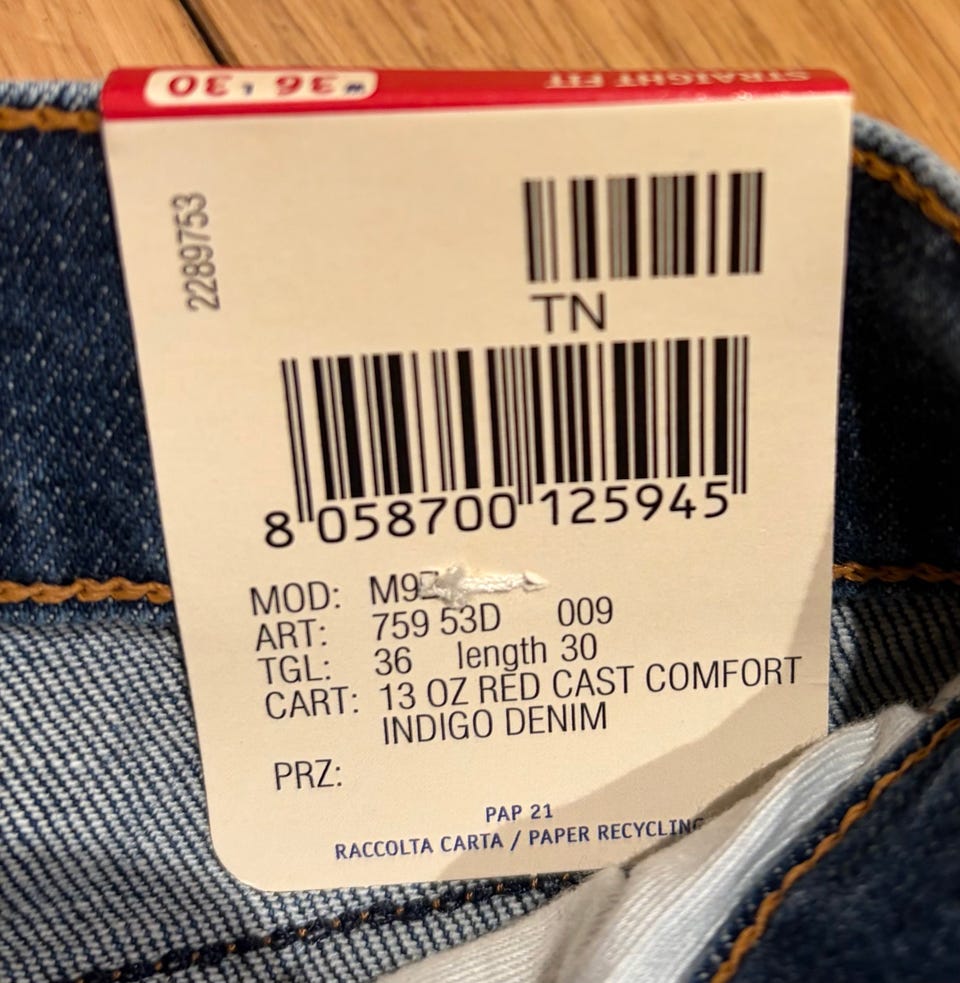 W 36 L 30
STRAIGHT FIT
2289753
TN
8 058700 125945
MOD:
ART: 759 53D 009
TGL: 36 length 30
CART: 13 OZ RED CAST COMFORT
INDIGO DENIM
PRZ:
PAP 21
RACCOLTA CARTA / PAPER RECYCLING